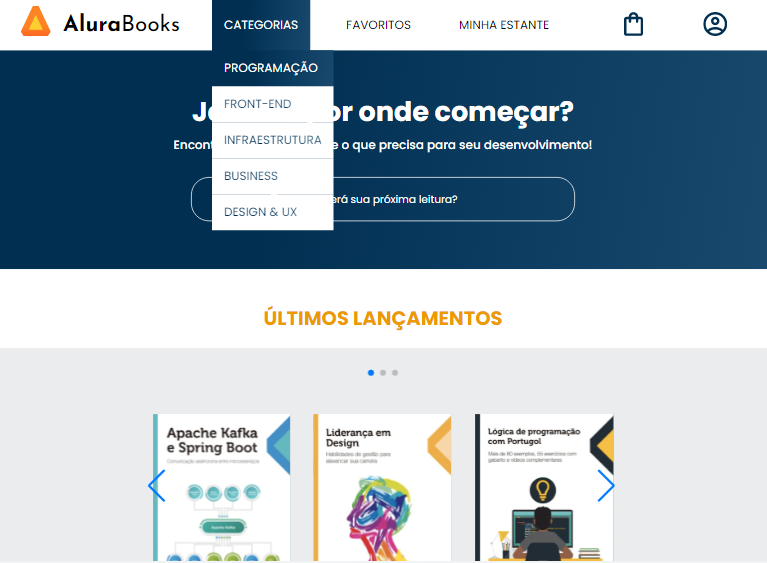 AluraBooks
CATEGORIAS
FAVORITOS
MINHA ESTANTE
PROGRAMAÇÃO
FRONT-END
INFRAESTRUTURA
BUSINESS
DESIGN & UX
or onde começar?
Encont
e o que precisa para seu desenvolvimento!
erá sua próxima leitura?
ÚLTIMOS LANÇAMENTOS
Apache Kafka
e Spring Boot
Comunicação assíncrona entre microsserviços
Apache Kafka
Liderança em
Design
Habilidades de gestão para
alavancar sua carreira
Lógica de programação
com Portugol
Mais de 80 exemplos, 55 exercícios com
gabarito e vídeos complementares